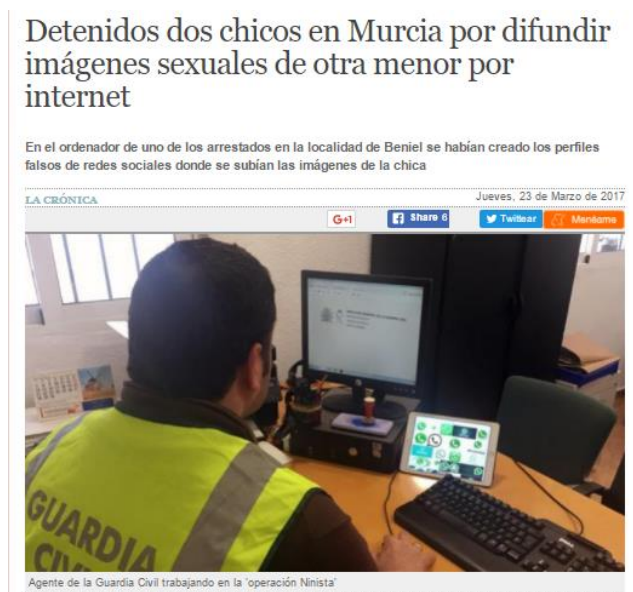 Detenidos dos chicos en Murcia por difundir
imágenes sexuales de otra menor por
internet
En el ordenador de uno de los arrestados en la localidad de Beniel se habían creado los perfiles
falsos de redes sociales donde se subían las imágenes de la chica
LA CRÓNICA
Jueves, 23 de Marzo de 2017
G+1
Share 6
Twittear
Menéame
GUARDIA
CIVIL
Agente de la Guardia Civil trabajando en la 'operación Ninista'